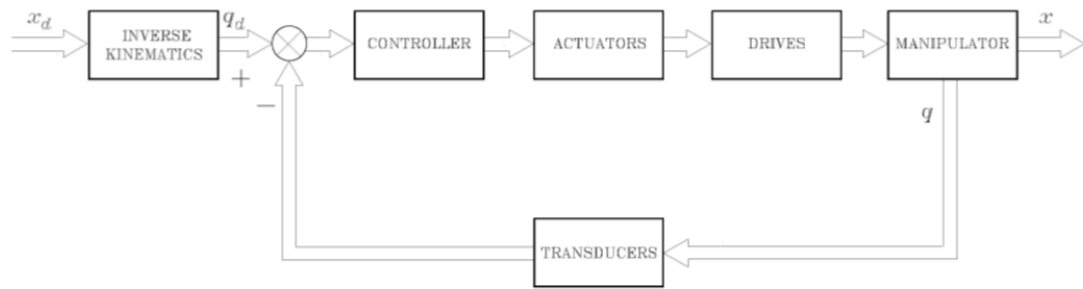 x_d
INVERSE
KINEMATICS
q_d
+
−
CONTROLLER
ACTUATORS
DRIVES
MANIPULATOR
x
q
TRANSDUCERS